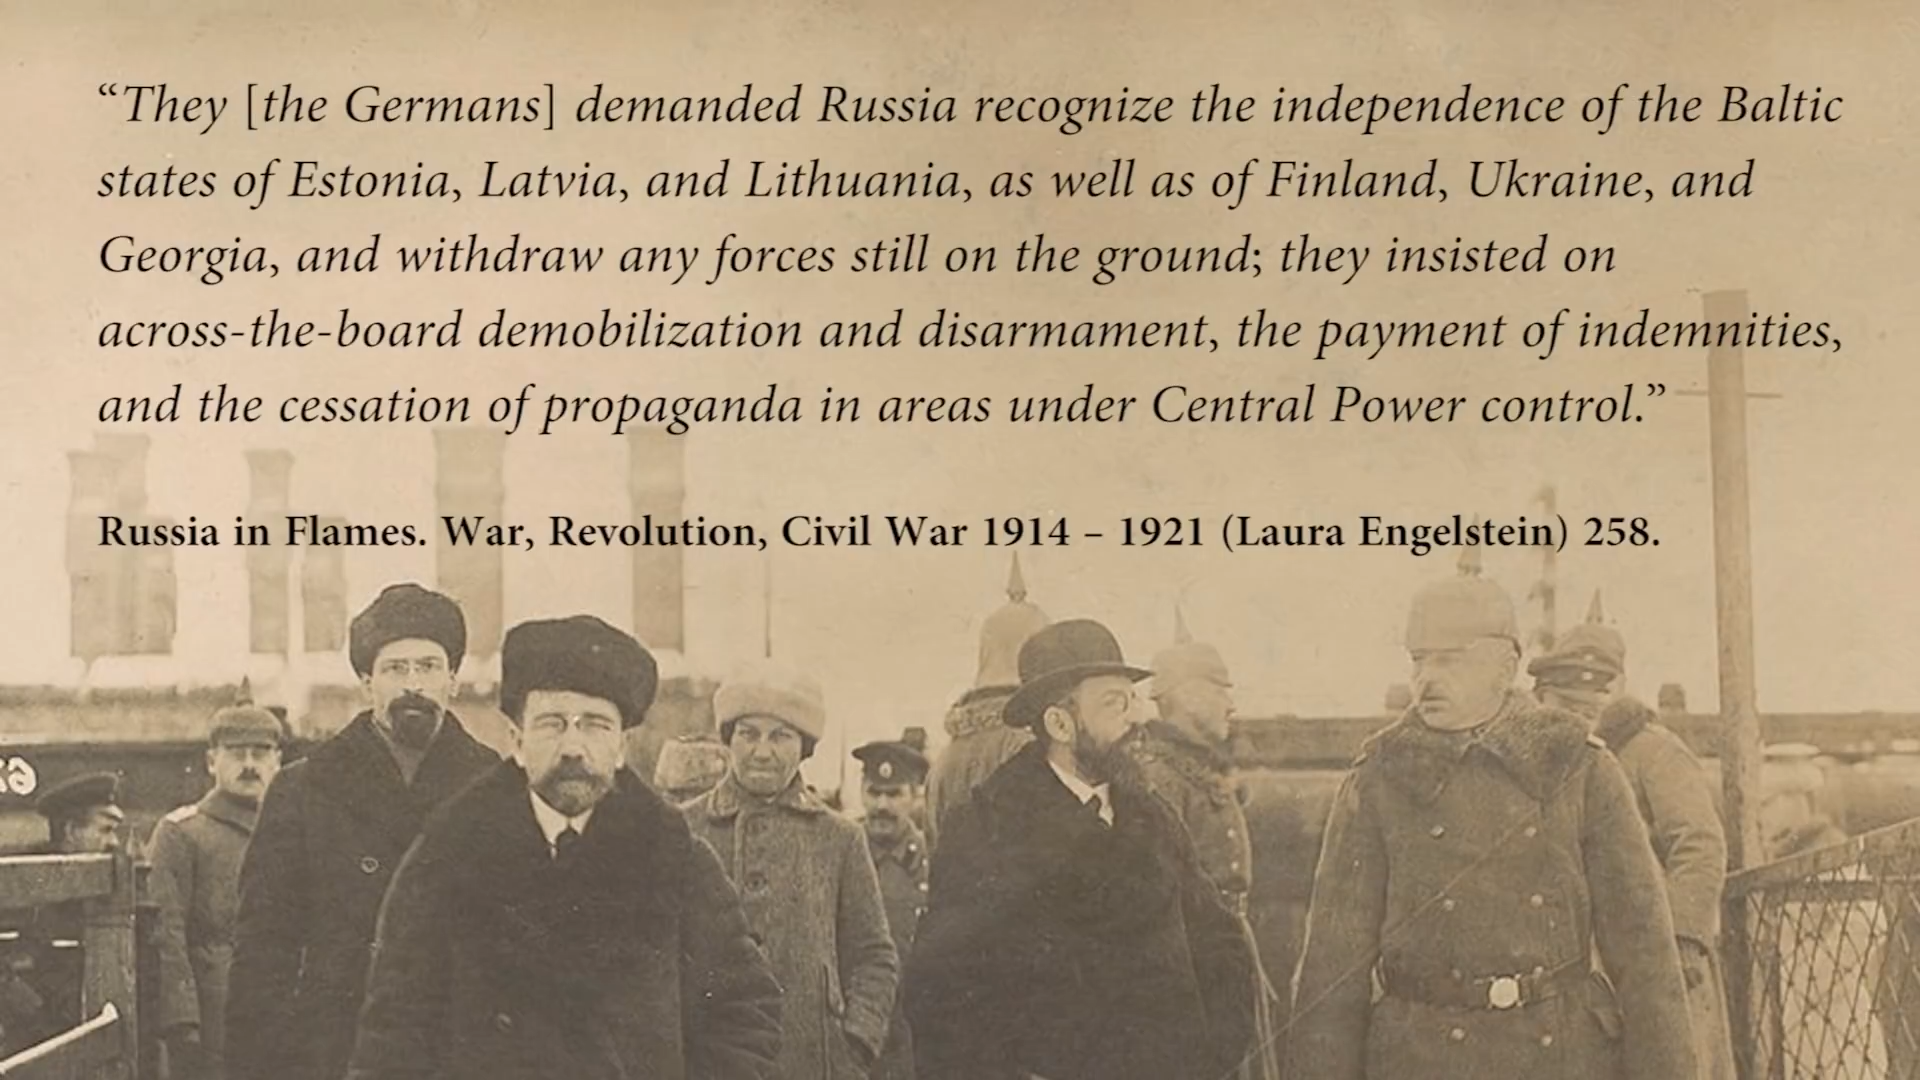 “They [the Germans] demanded Russia recognize the independence of the Baltic
states of Estonia, Latvia, and Lithuania, as well as of Finland, Ukraine, and
Georgia, and withdraw any forces still on the ground; they insisted on
across-the-board demobilization and disarmament, the payment of indemnities,
and the cessation of propaganda in areas under Central Power control.”
Russia in Flames. War, Revolution, Civil War 1914 – 1921 (Laura Engelstein) 258.